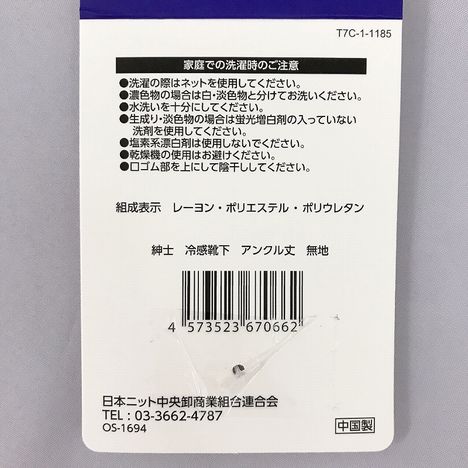 T7C-1-1185
家庭での洗濯時のご注意
●洗濯の際はネットを使用してください。
●濃色物の場合は白・淡色物と分けてお洗いください。
●水洗いを十分にしてください。
●生成り・淡色物の場合は蛍光増白剤の入っていない
洗剤を使用してください。
●塩素系漂白剤は使用しないでください。
●乾燥機の使用はお避けください。
●口ゴム部を上にして陰干ししてください。
組成表示 レーヨン・ポリエステル・ポリウレタン
紳士 冷感靴下 アンクル丈 無地
4 573523 670662
日本ニット中央卸商業組合連合会
TEL : 03-3662-4787
OS-1694
中国製